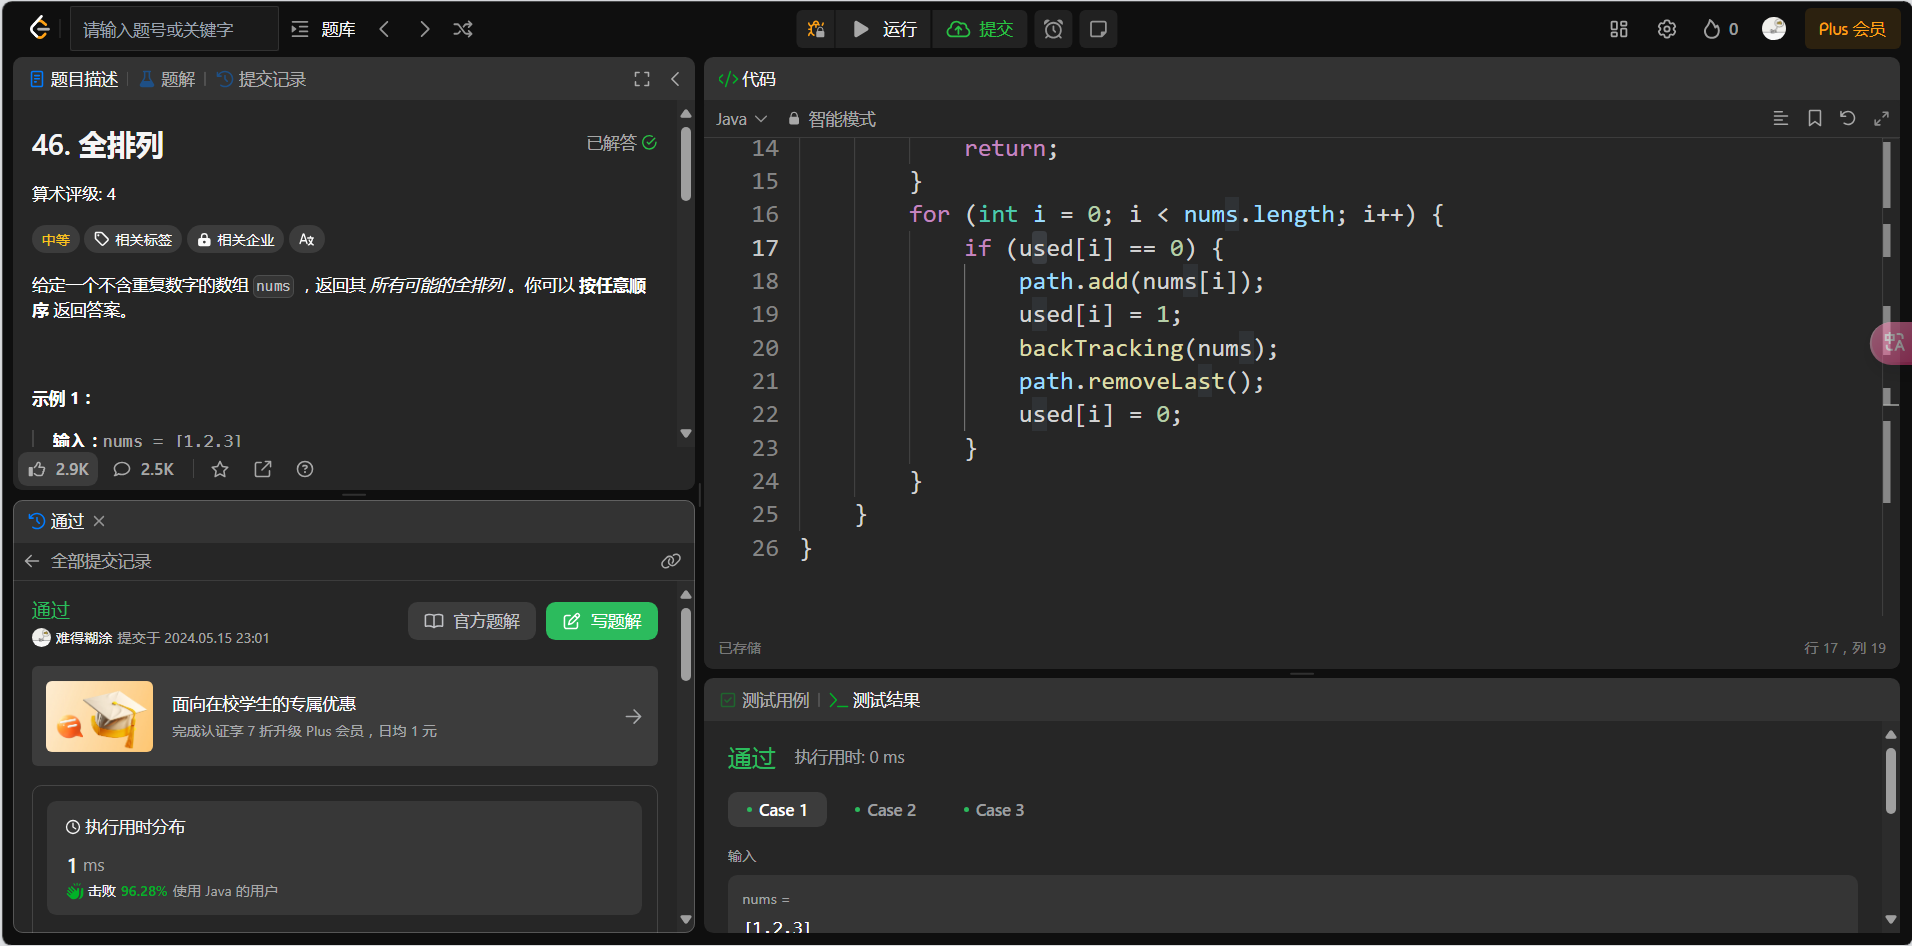 请输入题号或关键字
题库
运行
提交
0
Plus 会员
题目描述
题解
提交记录
46. 全排列
已解答
算术评级: 4
中等
相关标签
相关企业
给定一个不含重复数字的数组 nums ，返回其 所有可能的全排列 。你可以 按任意顺
序 返回答案。
示例 1：
输入：nums = [1,2,3]
2.9K
2.5K
通过
全部提交记录
通过
官方题解
写题解
难得糊涂 提交于 2024.05.15 23:01
面向在校学生的专属优惠
完成认证享 7 折升级 Plus 会员，日均 1 元
执行用时分布
1 ms
击败 96.28% 使用 Java 的用户
</>代码
Java
智能模式
14 return;
15 }
16 for (int i = 0; i < nums.length; i++) {
17 if (used[i] == 0) {
18 path.add(nums[i]);
19 used[i] = 1;
20 backTracking(nums);
21 path.removeLast();
22 used[i] = 0;
23 }
24 }
25 }
26 }
已存储
行 17，列 19
测试用例
测试结果
通过
执行用时: 0 ms
Case 1
Case 2
Case 3
输入
nums =
[1,2,3]